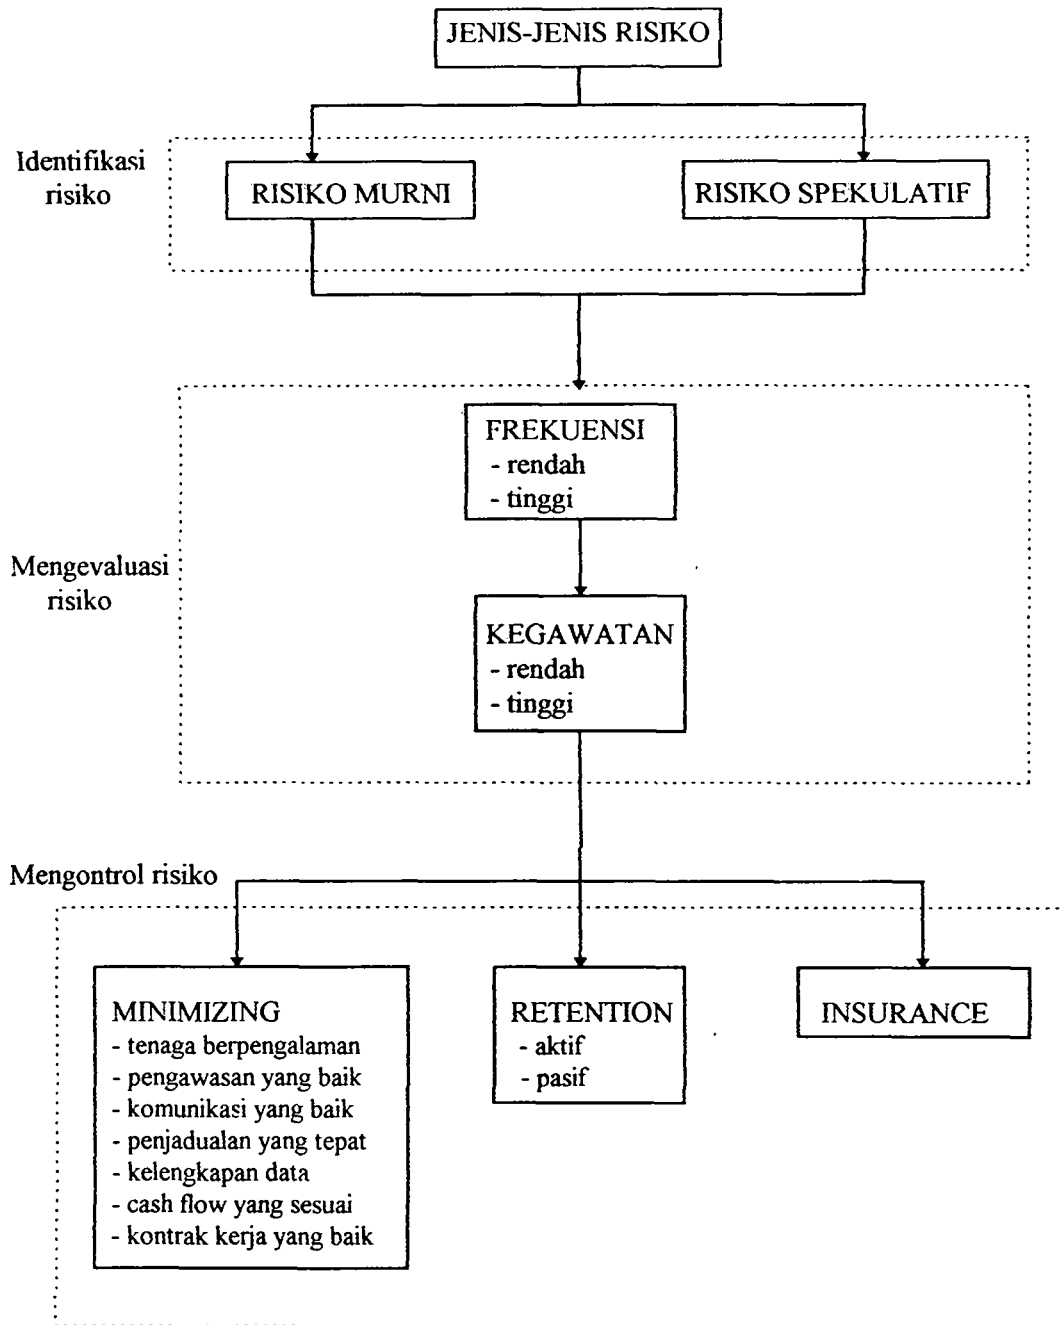 JENIS-JENIS RISIKO
Identifikasi
risiko
RISIKO MURNI
RISIKO SPEKULATIF
FREKUENSI
- rendah
- tinggi
Mengevaluasi
risiko
KEGAWATAN
- rendah
- tinggi
Mengontrol risiko
MINIMIZING
- tenaga berpengalaman
- pengawasan yang baik
- komunikasi yang baik
- penjadualan yang tepat
- kelengkapan data
- cash flow yang sesuai
- kontrak kerja yang baik
RETENTION
- aktif
- pasif
INSURANCE